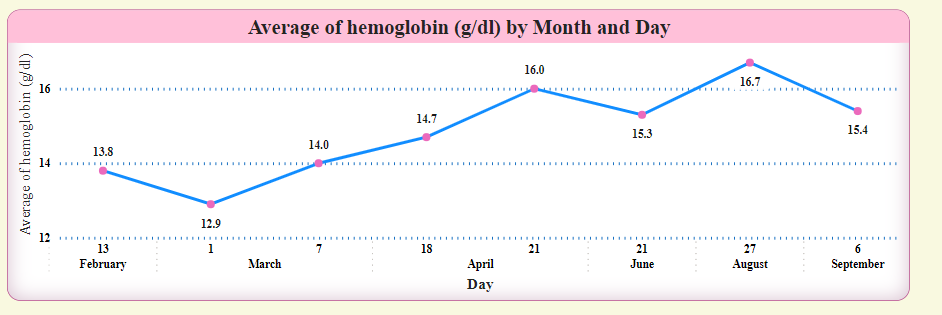 Average of hemoglobin (g/dl) by Month and Day
Average of hemoglobin (g/dl)
16
14
12
13.8
12.9
14.0
14.7
16.0
15.3
16.7
15.4
13 1 7 18 21 21 27 6
February March April June August September
Day